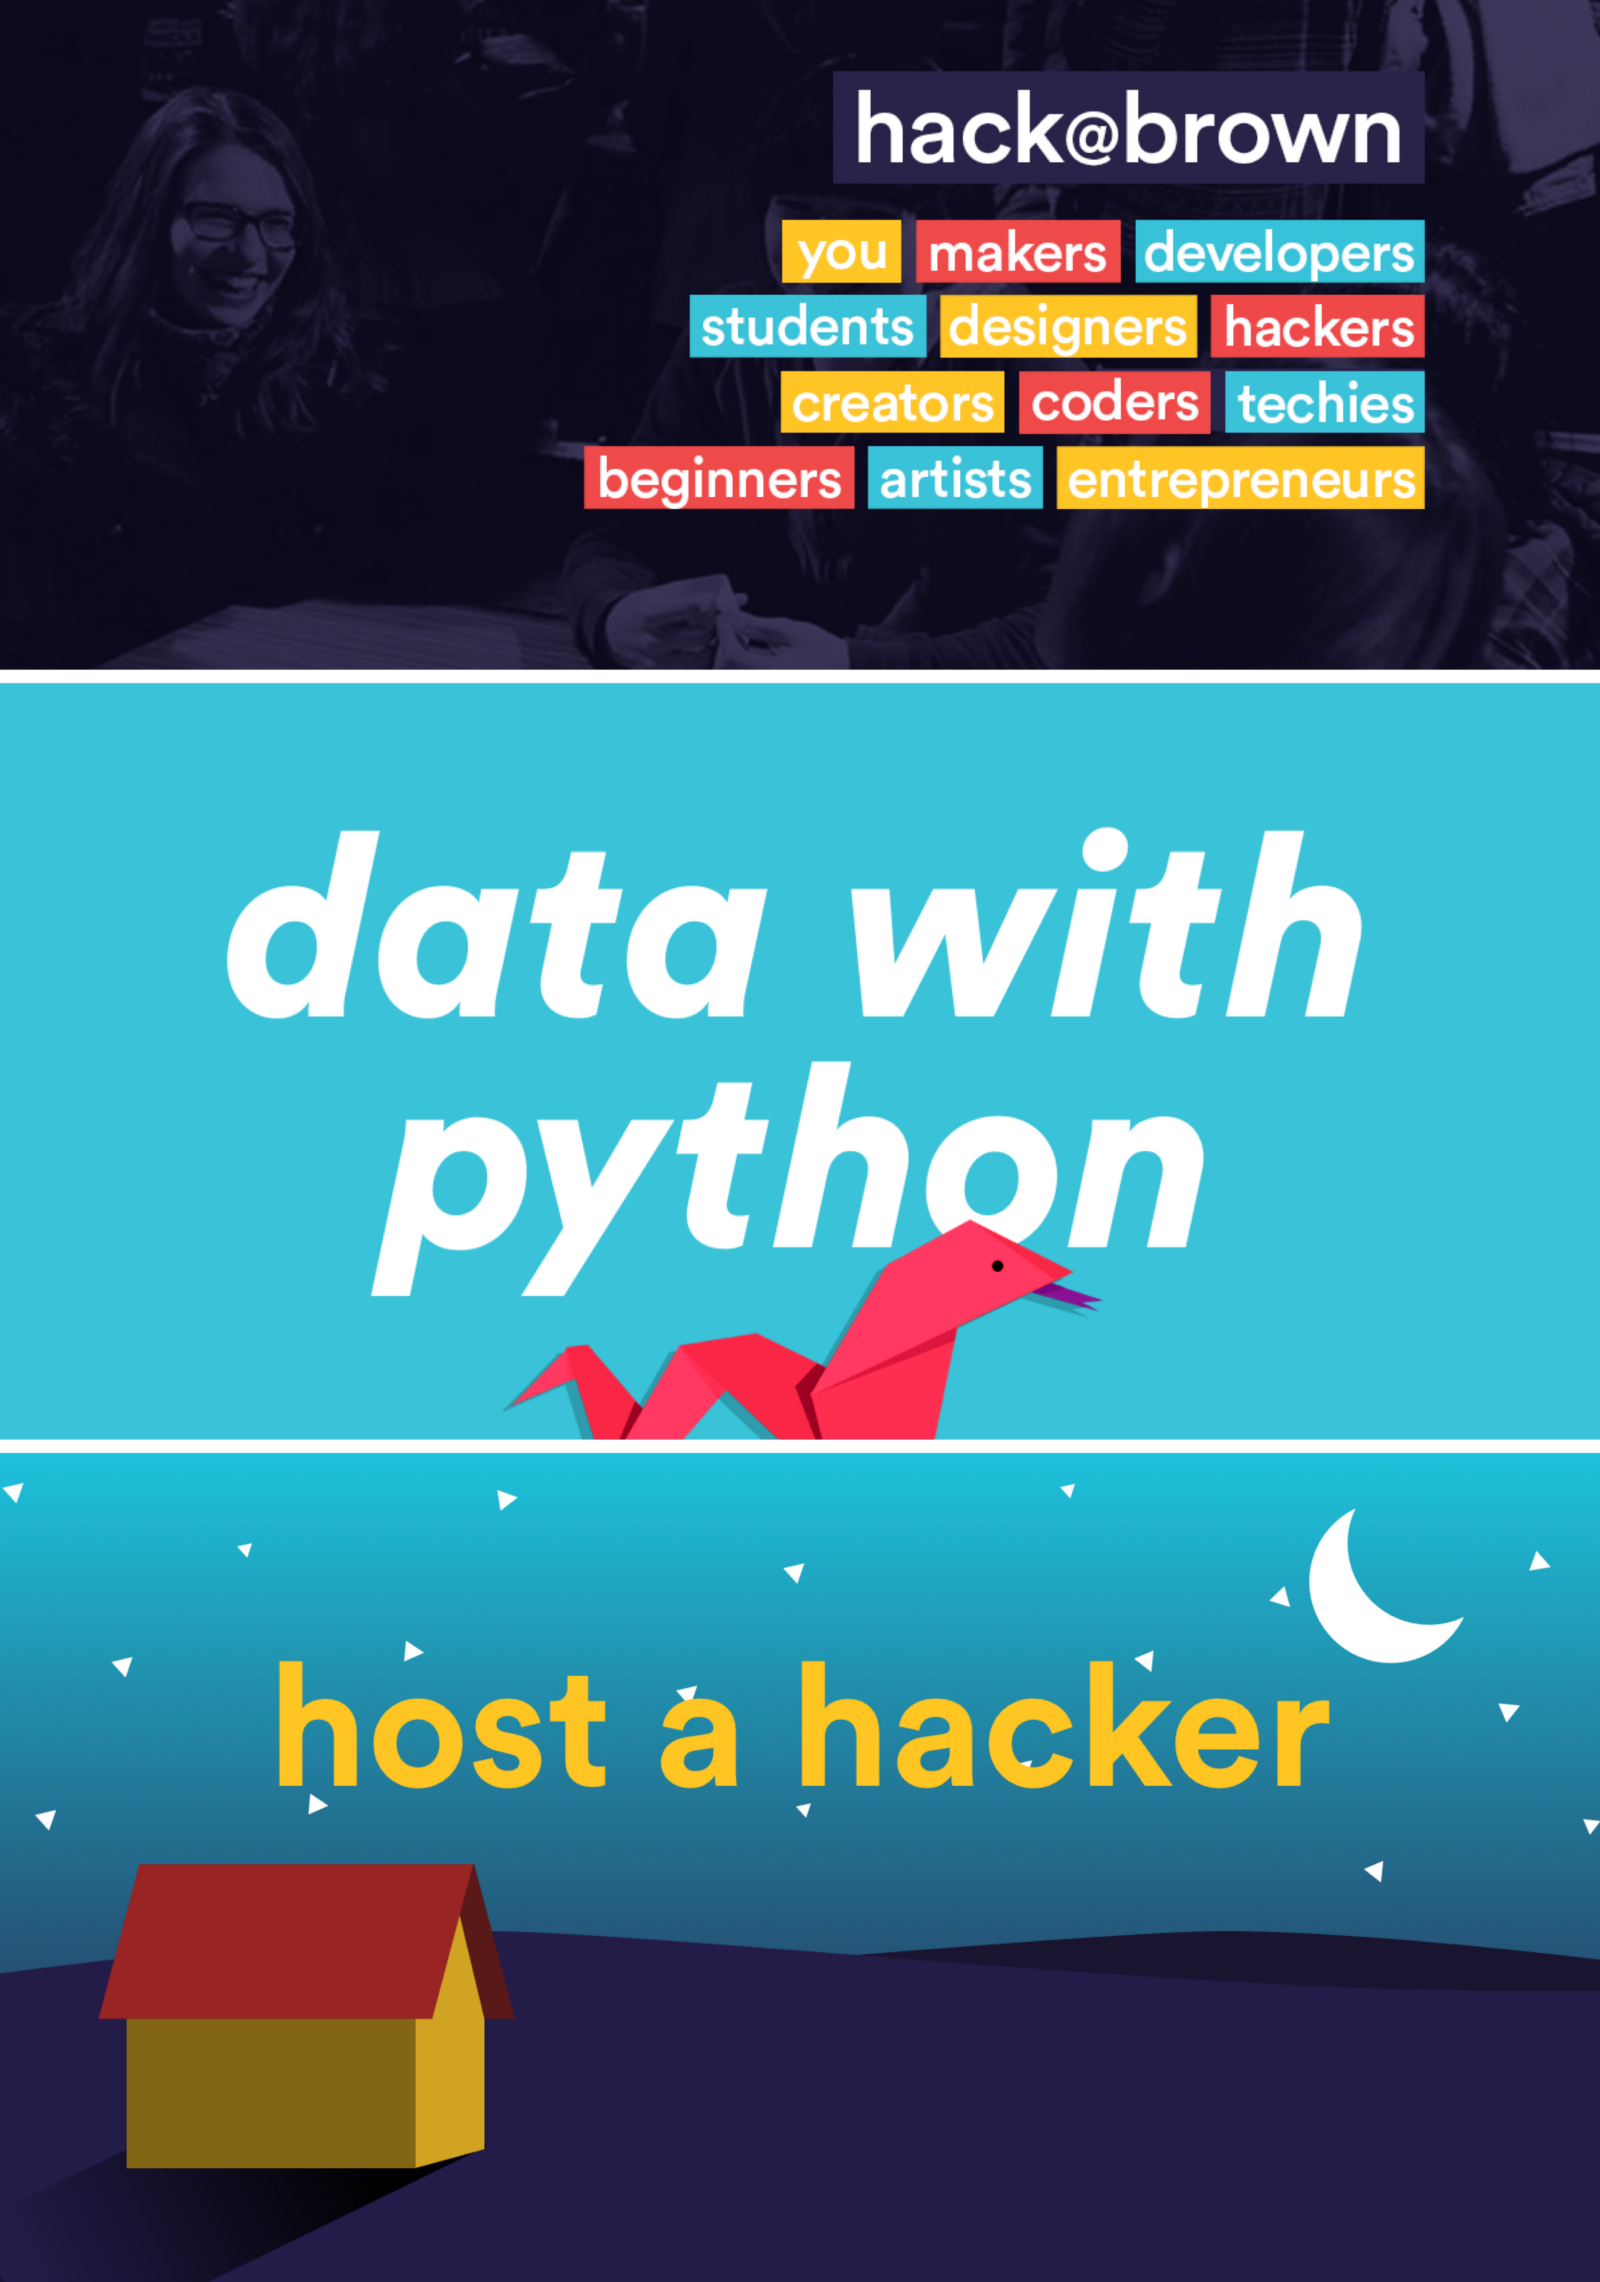 hack@brown
you makers developers
students designers hackers
creators coders techies
beginners artists entrepreneurs
data with
python
host a hacker